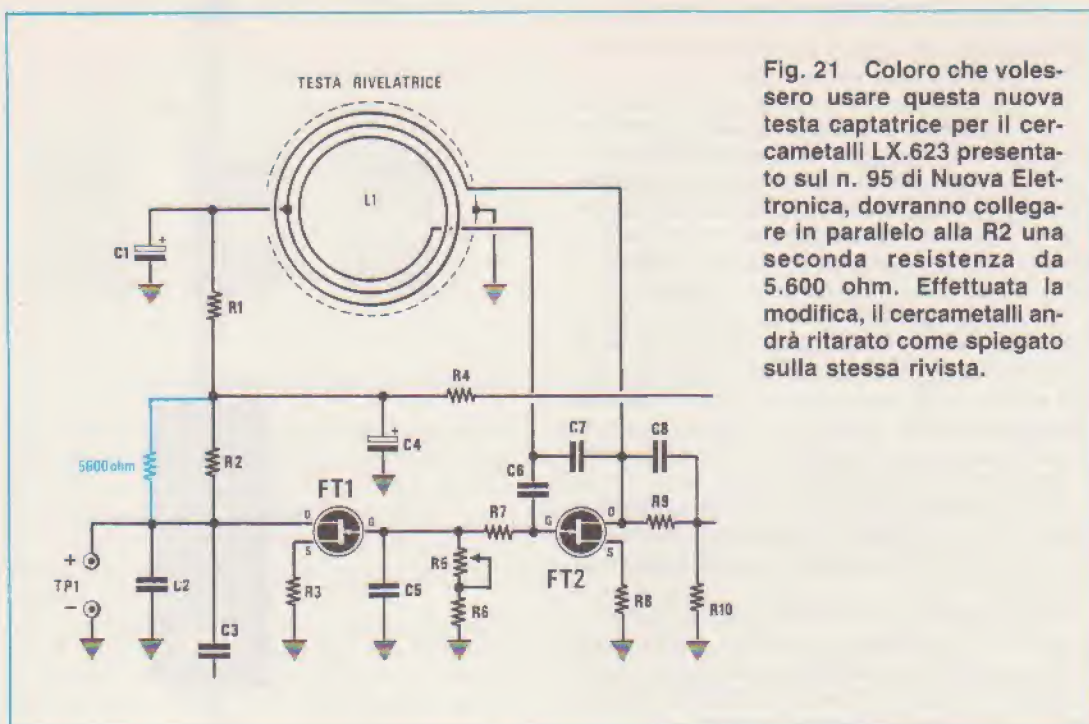 TESTA RIVELATRICE
L1
C1 +
R1
R4
5600 ohm
R2
+
C4
C7
C8
C6
FT1
D
G
S
R7
G
D
S
R9
FT2
+
TP1
-
C2
R3
C5
R5
R6
R8
R10
C3
Fig. 21 Coloro che voles-
sero usare questa nuova
testa captatrice per il cer-
cametalli LX.623 presenta-
to sul n. 95 di Nuova Elet-
tronica, dovranno collega-
re in parallelo alla R2 una
seconda resistenza da
5.600 ohm. Effettuata la
modifica, il cercametalli an-
drà ritarato come spiegato
sulla stessa rivista.